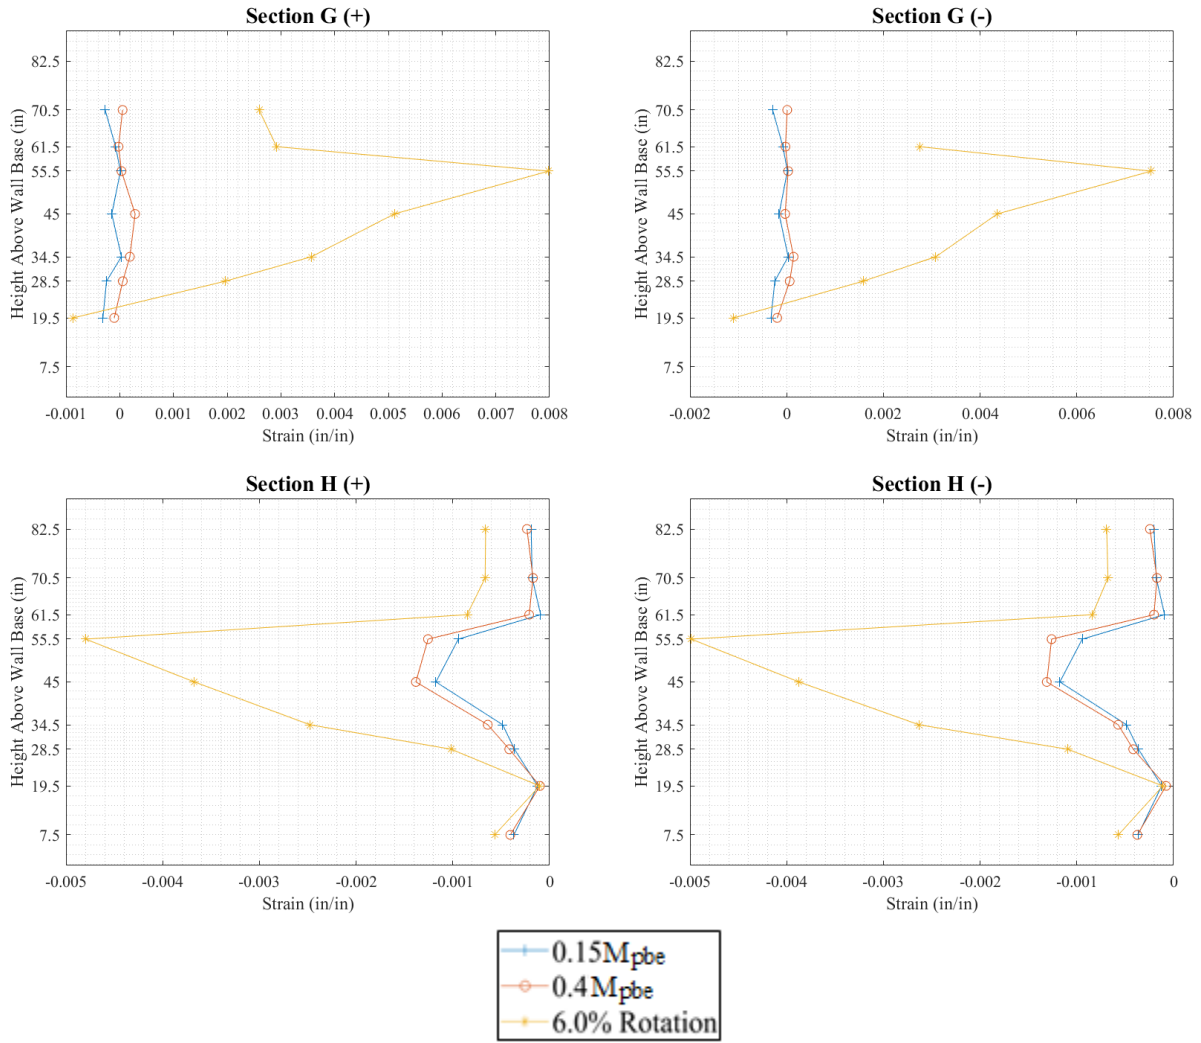 Section G (+)
Height Above Wall Base (in)
82.5
70.5
61.5
55.5
45
34.5
28.5
19.5
7.5
-0.001 0 0.001 0.002 0.003 0.004 0.005 0.006 0.007 0.008
Strain (in/in)
Section G (-)
Height Above Wall Base (in)
82.5
70.5
61.5
55.5
45
34.5
28.5
19.5
7.5
-0.002 0 0.002 0.004 0.006 0.008
Strain (in/in)
Section H (+)
Height Above Wall Base (in)
82.5
70.5
61.5
55.5
45
34.5
28.5
19.5
7.5
-0.005 -0.004 -0.003 -0.002 -0.001 0
Strain (in/in)
Section H (-)
Height Above Wall Base (in)
82.5
70.5
61.5
55.5
45
34.5
28.5
19.5
7.5
-0.005 -0.004 -0.003 -0.002 -0.001 0
Strain (in/in)
0.15Mpbe
0.4Mpbe
6.0% Rotation